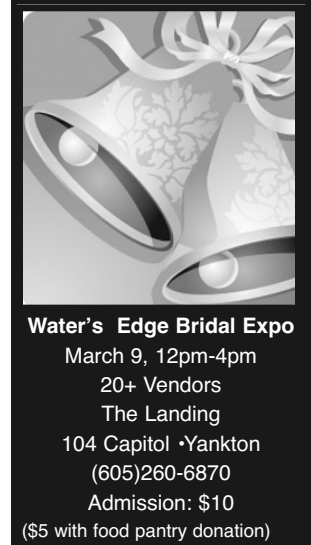 Water's Edge Bridal Expo
March 9, 12pm-4pm
20+ Vendors
The Landing
104 Capitol •Yankton
(605)260-6870
Admission: $10
($5 with food pantry donation)